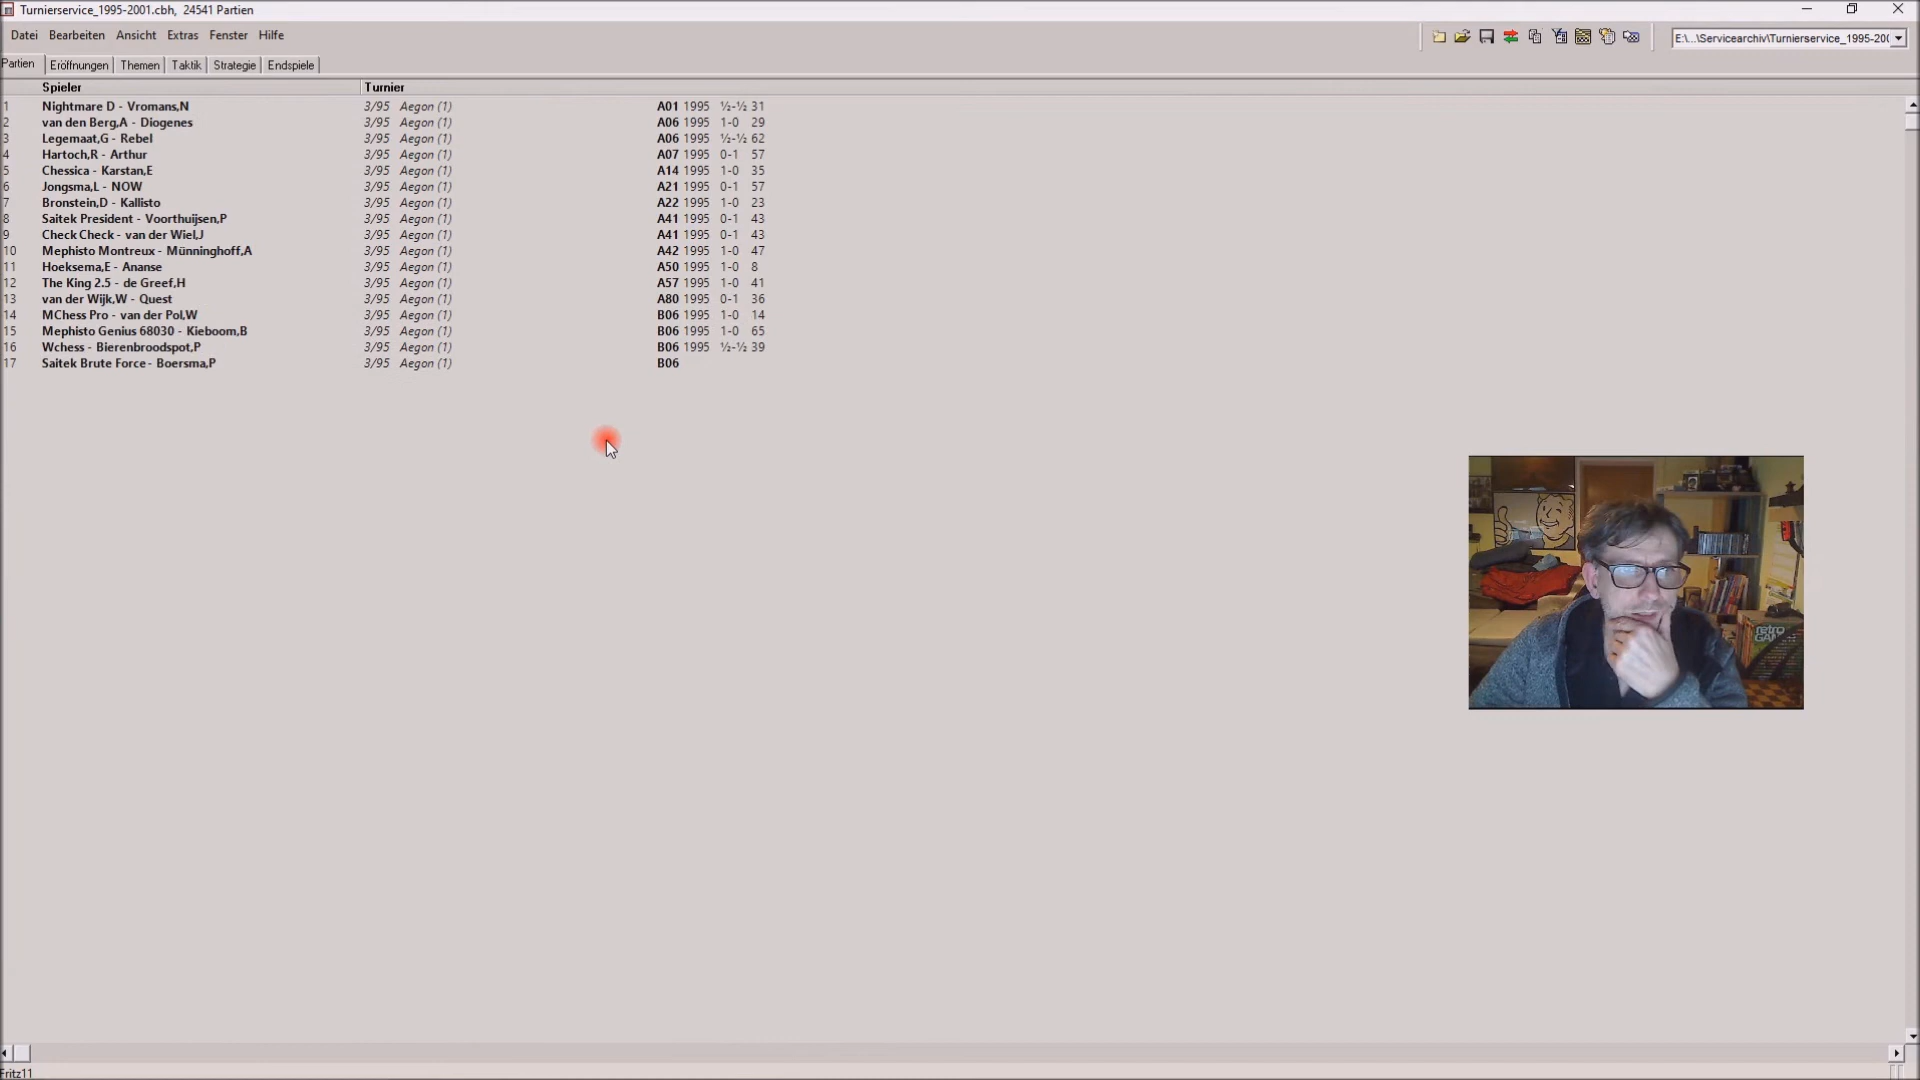 Turnierservice_1995-2001.cbh, 24541 Partien
Datei Bearbeiten Ansicht Extras Fenster Hilfe
E:\...\Servicearchiv\Turnierservice_1995-200
Partien Eröffnungen Themen Taktik Strategie Endspiele
Spieler Turnier
1 Nightmare D - Vromans,N 3/95 Aegon (1) A01 1995 ½-½ 31
2 van den Berg,A - Diogenes 3/95 Aegon (1) A06 1995 1-0 29
3 Legemaat,G - Rebel 3/95 Aegon (1) A06 1995 ½-½ 62
4 Hartoch,R - Arthur 3/95 Aegon (1) A07 1995 0-1 57
5 Chessica - Karstan,E 3/95 Aegon (1) A14 1995 1-0 35
6 Jongsma,L - NOW 3/95 Aegon (1) A21 1995 0-1 57
7 Bronstein,D - Kallisto 3/95 Aegon (1) A22 1995 1-0 23
8 Saitek President - Voorthuijsen,P 3/95 Aegon (1) A41 1995 0-1 43
9 Check Check - van der Wiel,J 3/95 Aegon (1) A41 1995 0-1 43
10 Mephisto Montreux - Münninghoff,A 3/95 Aegon (1) A42 1995 1-0 47
11 Hoeksema,E - Ananse 3/95 Aegon (1) A50 1995 1-0 8
12 The King 2.5 - de Greef,H 3/95 Aegon (1) A57 1995 1-0 41
13 van der Wijk,W - Quest 3/95 Aegon (1) A80 1995 0-1 36
14 MChess Pro - van der Pol,W 3/95 Aegon (1) B06 1995 1-0 14
15 Mephisto Genius 68030 - Kieboom,B 3/95 Aegon (1) B06 1995 1-0 65
16 Wchess - Bierenbroodspot,P 3/95 Aegon (1) B06 1995 ½-½ 39
17 Saitek Brute Force - Boersma,P 3/95 Aegon (1) B06
retro
Fritz11